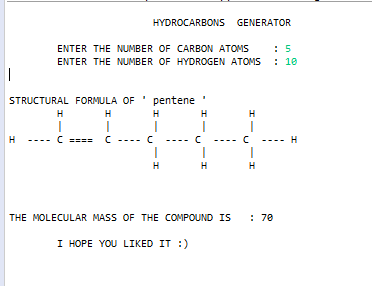 HYDROCARBONS GENERATOR
ENTER THE NUMBER OF CARBON ATOMS : 5
ENTER THE NUMBER OF HYDROGEN ATOMS : 10
STRUCTURAL FORMULA OF ' pentene '
H H H H H
| | | | |
H ---- C ==== C ---- C ---- C ---- C ---- H
| | |
H H H
THE MOLECULAR MASS OF THE COMPOUND IS : 70
I HOPE YOU LIKED IT :)